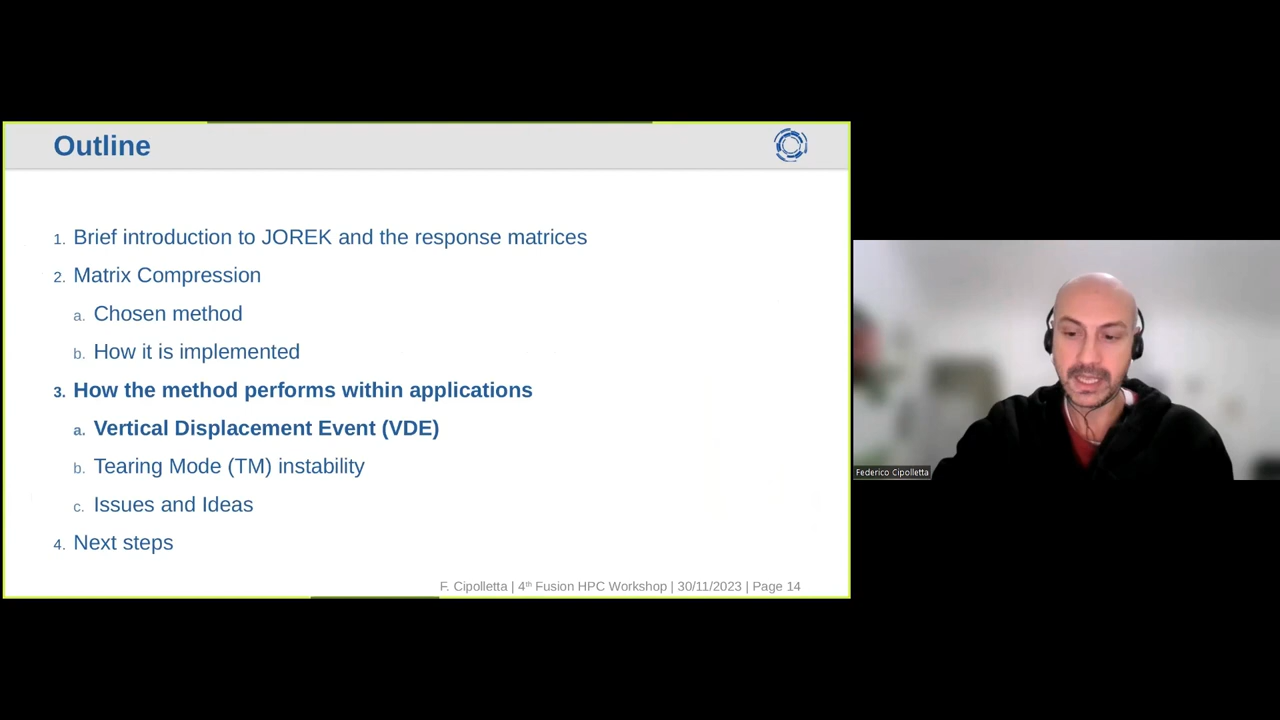 Outline
1. Brief introduction to JOREK and the response matrices
2. Matrix Compression
a. Chosen method
b. How it is implemented
3. How the method performs within applications
a. Vertical Displacement Event (VDE)
b. Tearing Mode (TM) instability
c. Issues and Ideas
4. Next steps
F. Cipolletta | 4th Fusion HPC Workshop | 30/11/2023 | Page 14
Federico Cipolletta